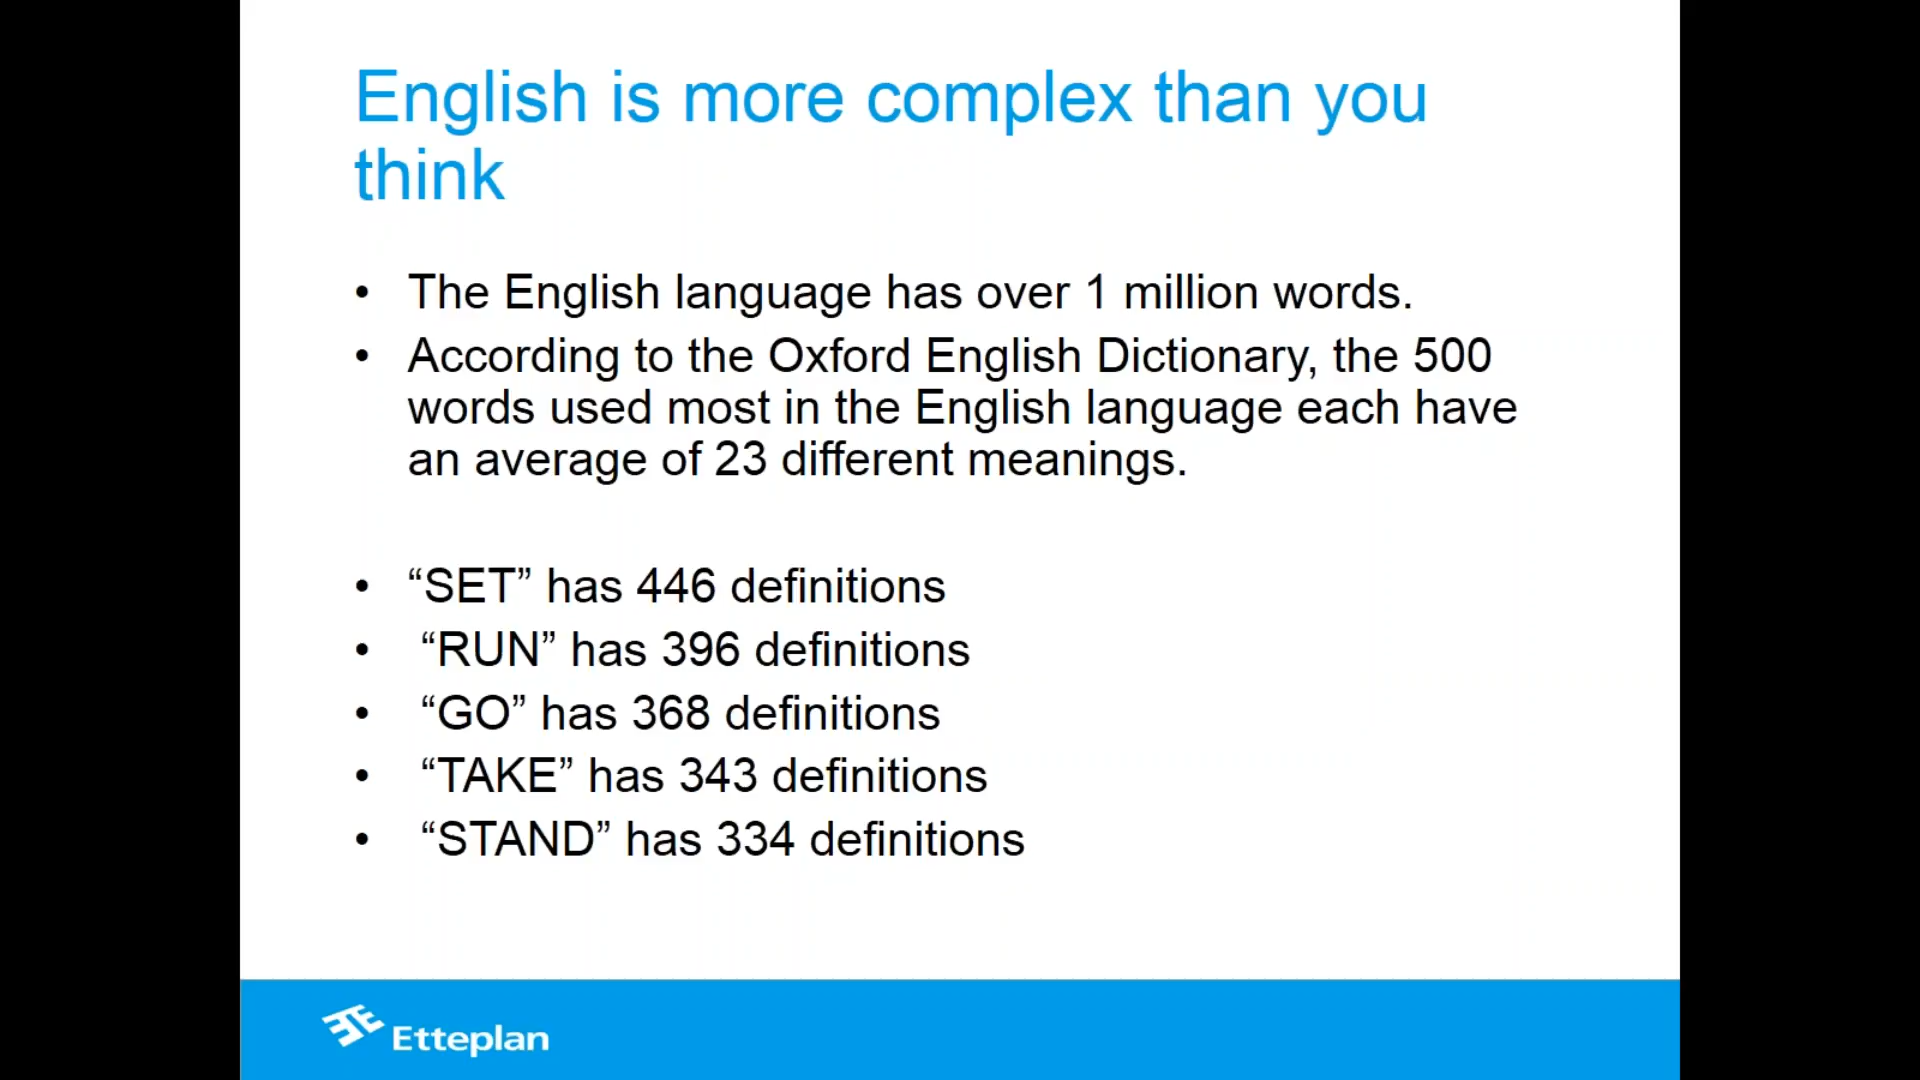 English is more complex than you
think
• The English language has over 1 million words.
• According to the Oxford English Dictionary, the 500
words used most in the English language each have
an average of 23 different meanings.
• “SET” has 446 definitions
• “RUN” has 396 definitions
• “GO” has 368 definitions
• “TAKE” has 343 definitions
• “STAND” has 334 definitions
Etteplan